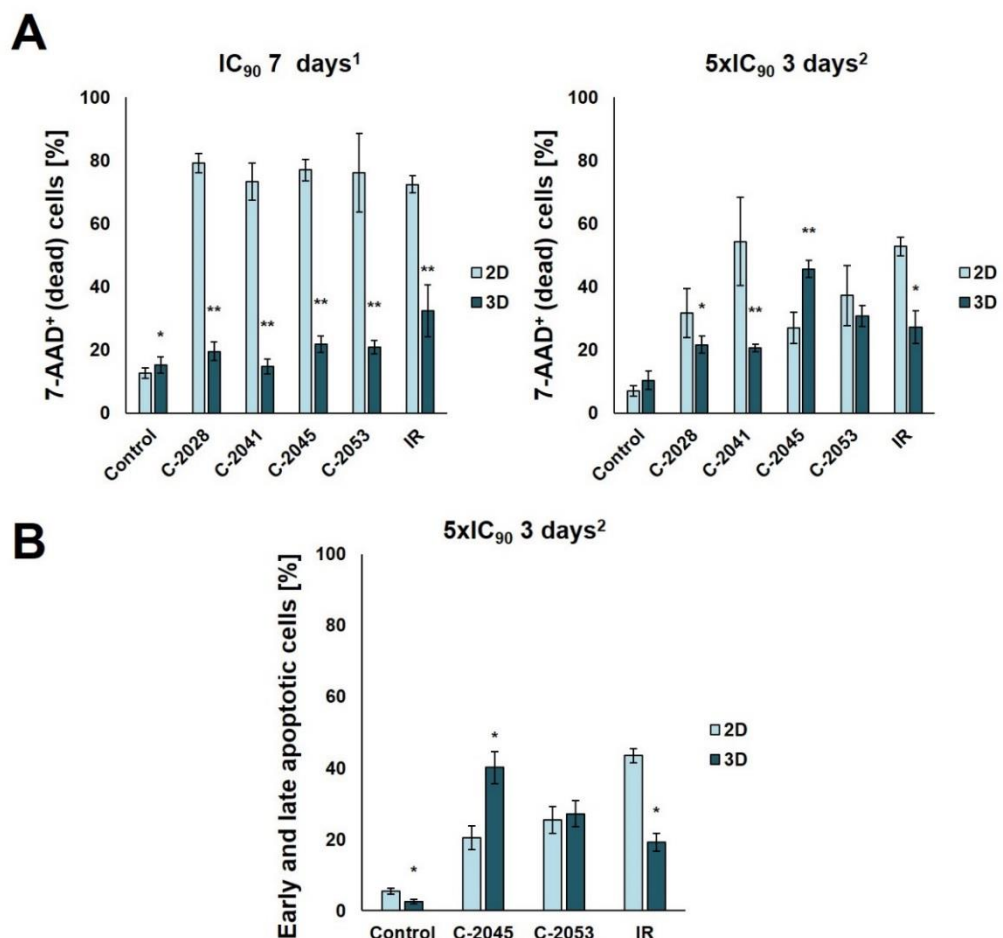 A
IC₉₀ 7 days¹
7-AAD⁺ (dead) cells [%]
100
80
60
40
20
0
**
**
**
**
**
*
Control
C-2028
C-2041
C-2045
C-2053
IR
2D
3D
5xIC₉₀ 3 days²
7-AAD⁺ (dead) cells [%]
100
80
60
40
20
0
*
**
**
*
Control
C-2028
C-2041
C-2045
C-2053
IR
2D
3D
B
5xIC₉₀ 3 days²
Early and late apoptotic cells [%]
100
80
60
40
20
0
*
*
*
Control
C-2045
C-2053
IR
2D
3D